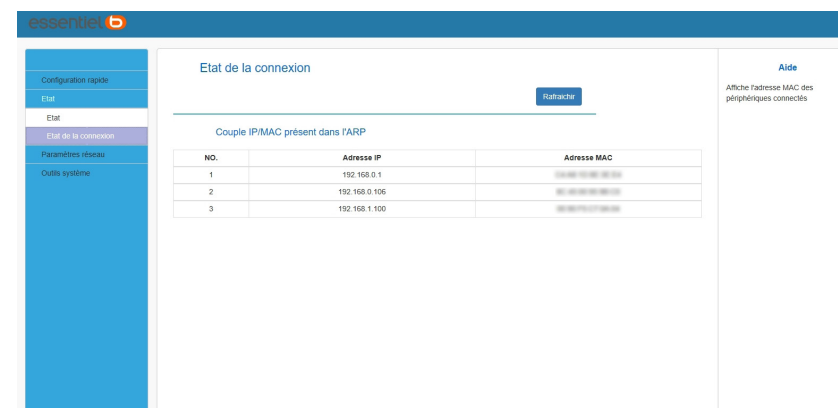 essentiel b
Configuration rapide
Etat
Etat
Etat de la connexion
Paramètres réseau
Outils système
Etat de la connexion
Rafraichir
Couple IP/MAC présent dans l'ARP
NO. Adresse IP Adresse MAC
1 192.168.0.1
2 192.168.0.106
3 192.168.1.100
Aide
Affiche l'adresse MAC des
périphériques connectés